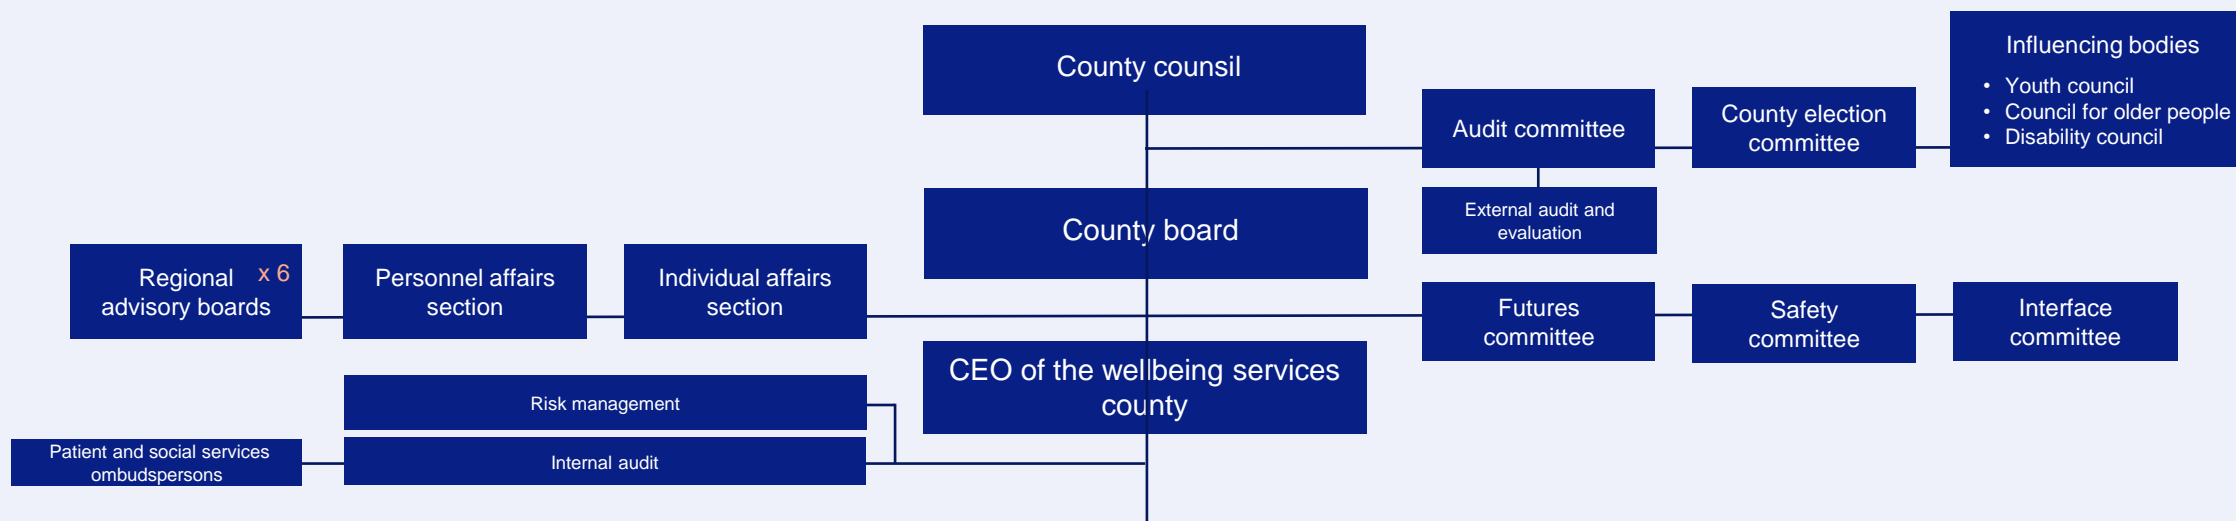 County counsil
Influencing bodies
• Youth council
• Council for older people
• Disability council
Audit committee
County election
committee
External audit and
evaluation
County board
Regional x 6
advisory boards
Personnel affairs
section
Individual affairs
section
Futures
committee
Safety
committee
Interface
committee
CEO of the wellbeing services
county
Risk management
Patient and social services
ombudspersons
Internal audit